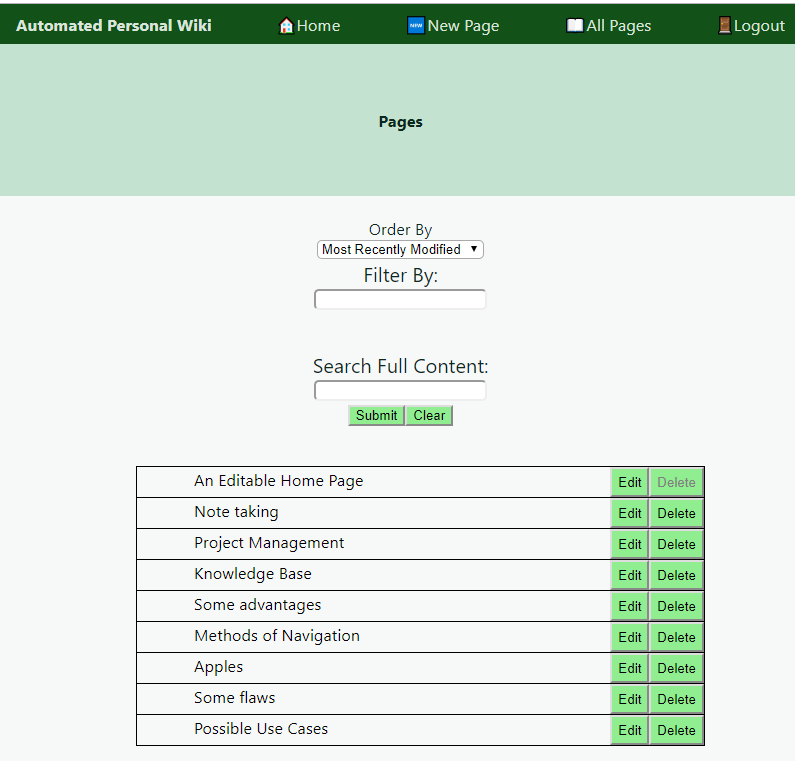 Automated Personal Wiki 🏠Home 🆕New Page 📖All Pages 🚪Logout
Pages
Order By
Most Recently Modified
Filter By:
Search Full Content:
Submit Clear
An Editable Home Page Edit Delete
Note taking Edit Delete
Project Management Edit Delete
Knowledge Base Edit Delete
Some advantages Edit Delete
Methods of Navigation Edit Delete
Apples Edit Delete
Some flaws Edit Delete
Possible Use Cases Edit Delete